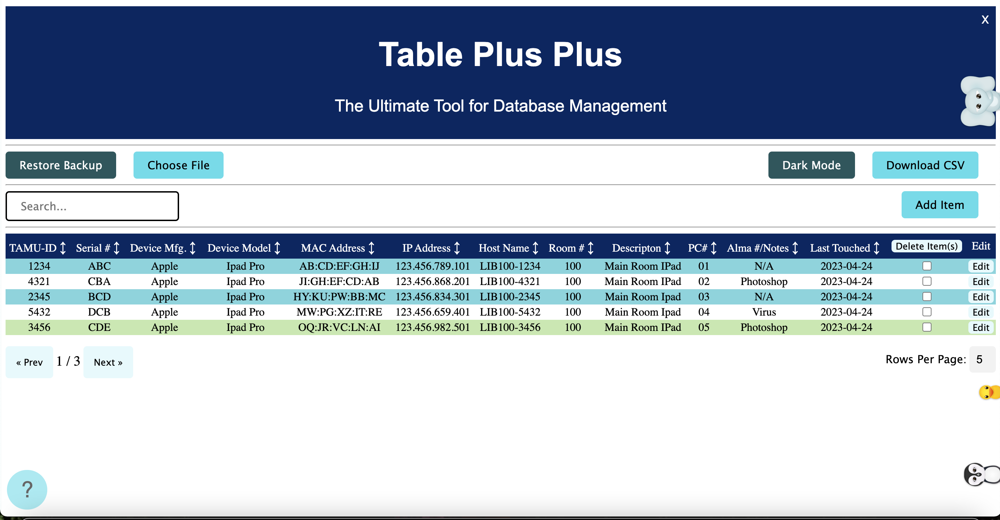 X
Table Plus Plus
The Ultimate Tool for Database Management
Restore Backup Choose File Dark Mode Download CSV
Search... Add Item
TAMU-ID ↕ Serial # ↕ Device Mfg. ↕ Device Model ↕ MAC Address ↕ IP Address ↕ Host Name ↕ Room # ↕ Descripton ↕ PC# ↕ Alma #/Notes ↕ Last Touched ↕ Delete Item(s) Edit
1234 ABC Apple Ipad Pro AB:CD:EF:GH:IJ 123.456.789.101 LIB100-1234 100 Main Room IPad 01 N/A 2023-04-24 Edit
4321 CBA Apple Ipad Pro JI:GH:EF:CD:AB 123.456.868.201 LIB100-4321 100 Main Room IPad 02 Photoshop 2023-04-24 Edit
2345 BCD Apple Ipad Pro HY:KU:PW:BB:MC 123.456.834.301 LIB100-2345 100 Main Room Ipad 03 N/A 2023-04-24 Edit
5432 DCB Apple Ipad Pro MW:PG:XZ:IT:RE 123.456.659.401 LIB100-5432 100 Main Room Ipad 04 Virus 2023-04-24 Edit
3456 CDE Apple Ipad Pro OQ:JR:VC:LN:AI 123.456.982.501 LIB100-3456 100 Main Room IPad 05 Photoshop 2023-04-24 Edit
« Prev 1 / 3 Next » Rows Per Page: 5
?